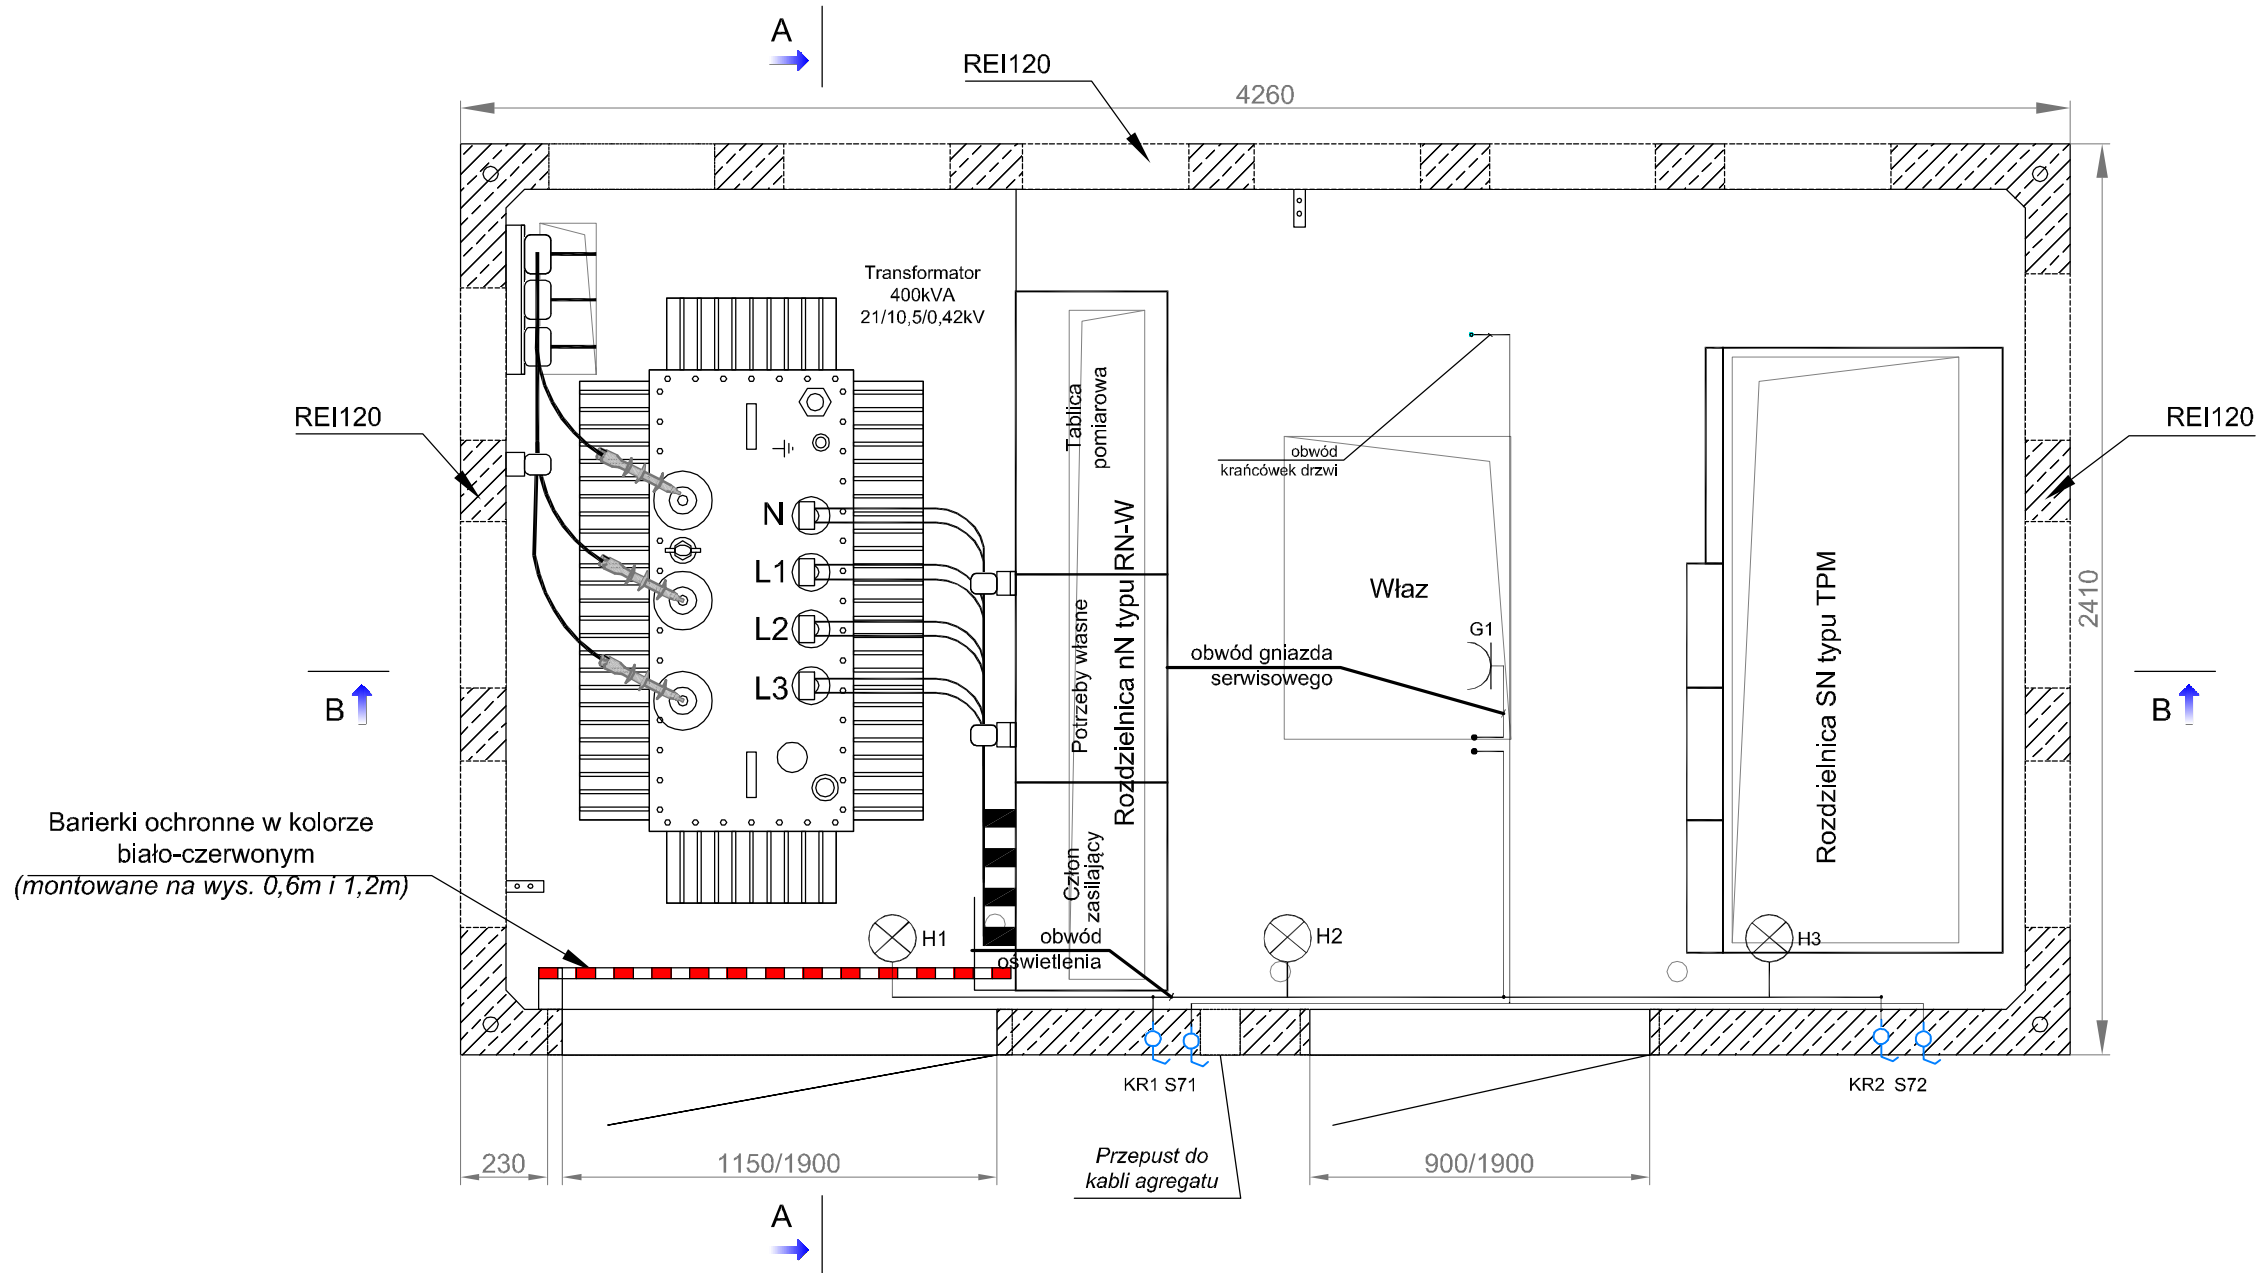 A
REI120
4260
Transformator
400kVA
21/10,5/0,42kV
REI120
REI120
Tablica
pomiarowa
obwód
krańcówek drzwi
N
L1
L2
L3
Potrzeby własne
Rozdzielnica nN typu RN-W
Właz
G1
obwód gniazda
serwisowego
Rozdzielnica SN typu TPM
2410
B
B
Barierki ochronne w kolorze
biało-czerwonym
(montowane na wys. 0,6m i 1,2m)
Człon
zasilający
H1
obwód
oświetlenia
H2
H3
KR1 S71
KR2 S72
230
1150/1900
Przepust do
kabli agregatu
900/1900
A